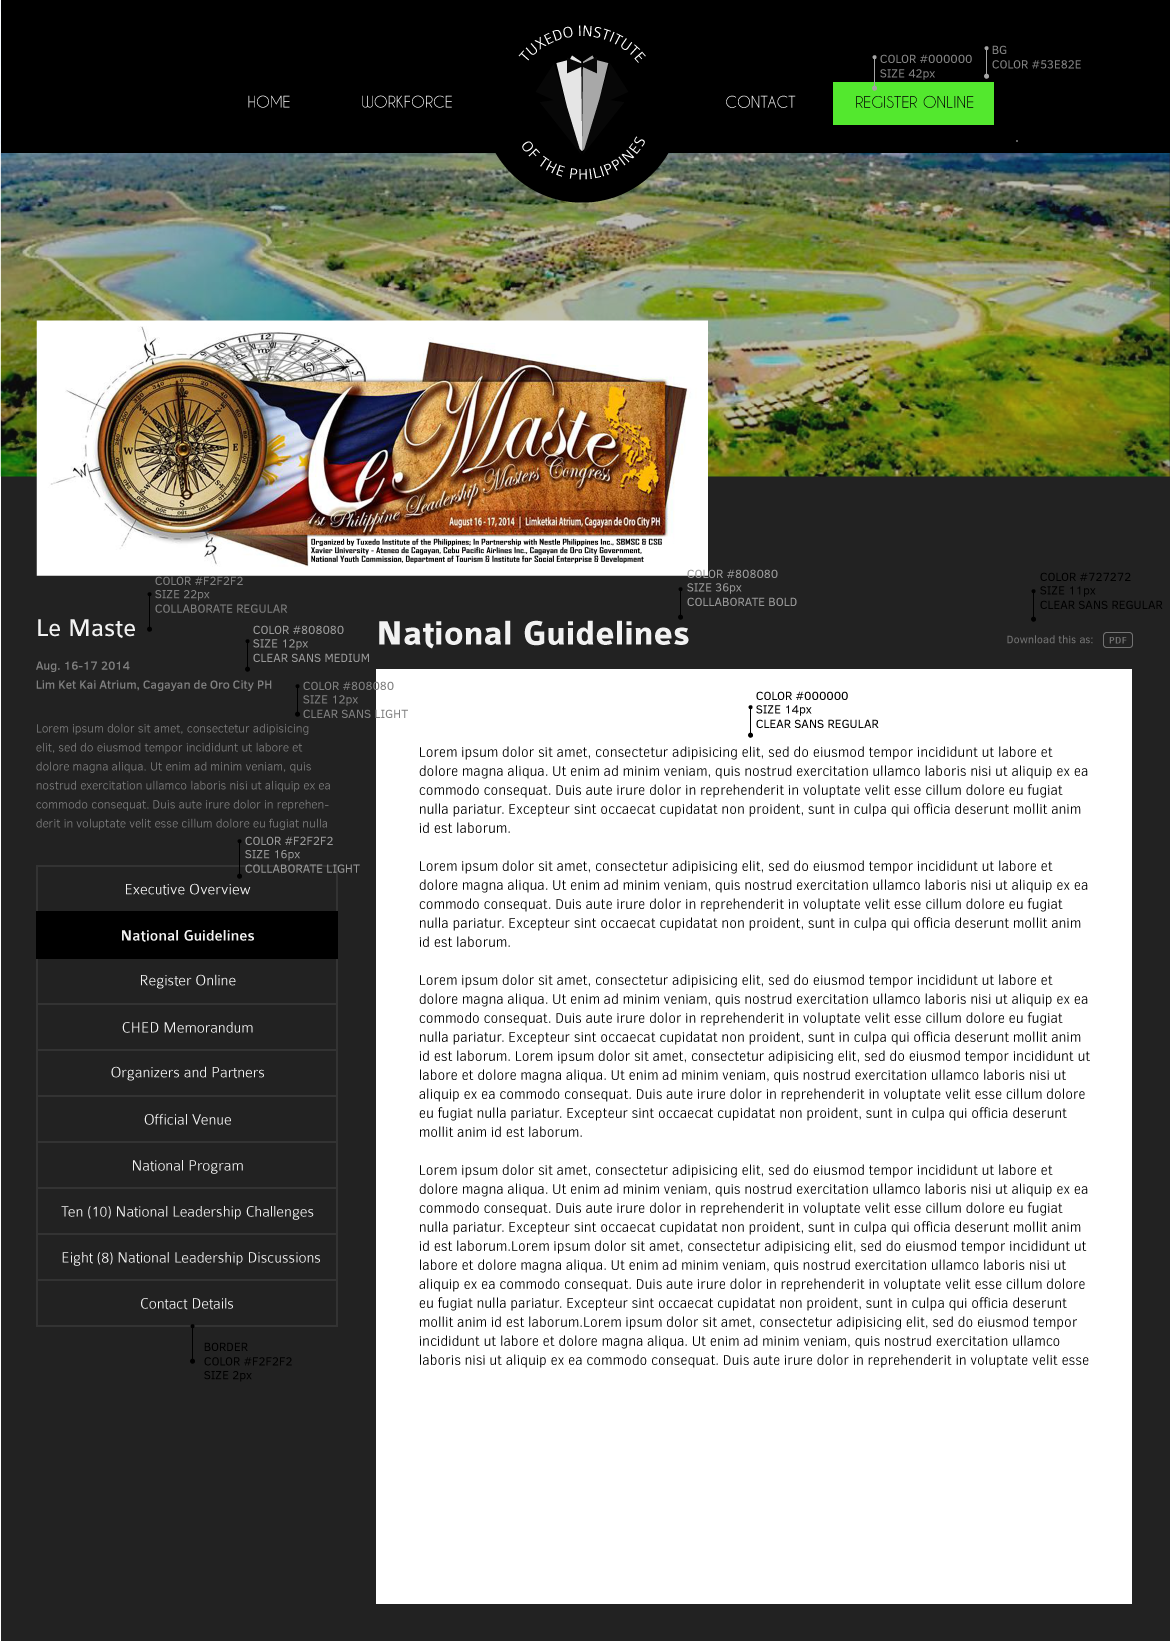 TUXEDO INSTITUTE
OF THE PHILIPPINES
HOME
WORKFORCE
CONTACT
COLOR #000000
SIZE 42px
BG
COLOR #53E82E
REGISTER ONLINE
Le Maste
1st Philippine Leadership Masters Congress
August 16 - 17, 2014 | Limketkai Atrium, Cagayan de Oro City PH
Organized by Tuxedo Institute of the Philippines; In Partnership with Nestle Philippines Inc., SBMSC & CSG
Xavier University - Ateneo de Cagayan, Cebu Pacific Airlines Inc., Cagayan de Oro City Government,
National Youth Commission, Department of Tourism & Institute for Social Enterprise & Development
COLOR #F2F2F2
SIZE 22px
COLLABORATE REGULAR
Le Maste
COLOR #808080
SIZE 12px
CLEAR SANS MEDIUM
Aug. 16-17 2014
Lim Ket Kai Atrium, Cagayan de Oro City PH
COLOR #808080
SIZE 12px
CLEAR SANS LIGHT
Lorem ipsum dolor sit amet, consectetur adipisicing
elit, sed do eiusmod tempor incididunt ut labore et
dolore magna aliqua. Ut enim ad minim veniam, quis
nostrud exercitation ullamco laboris nisi ut aliquip ex ea
commodo consequat. Duis aute irure dolor in reprehen-
derit in voluptate velit esse cillum dolore eu fugiat nulla
COLOR #F2F2F2
SIZE 16px
COLLABORATE LIGHT
Executive Overview
National Guidelines
Register Online
CHED Memorandum
Organizers and Partners
Official Venue
National Program
Ten (10) National Leadership Challenges
Eight (8) National Leadership Discussions
Contact Details
BORDER
COLOR #F2F2F2
SIZE 2px
COLOR #808080
SIZE 36px
COLLABORATE BOLD
National Guidelines
COLOR #727272
SIZE 11px
CLEAR SANS REGULAR
Download this as:
PDF
COLOR #000000
SIZE 14px
CLEAR SANS REGULAR
Lorem ipsum dolor sit amet, consectetur adipisicing elit, sed do eiusmod tempor incididunt ut labore et
dolore magna aliqua. Ut enim ad minim veniam, quis nostrud exercitation ullamco laboris nisi ut aliquip ex ea
commodo consequat. Duis aute irure dolor in reprehenderit in voluptate velit esse cillum dolore eu fugiat
nulla pariatur. Excepteur sint occaecat cupidatat non proident, sunt in culpa qui officia deserunt mollit anim
id est laborum.
Lorem ipsum dolor sit amet, consectetur adipisicing elit, sed do eiusmod tempor incididunt ut labore et
dolore magna aliqua. Ut enim ad minim veniam, quis nostrud exercitation ullamco laboris nisi ut aliquip ex ea
commodo consequat. Duis aute irure dolor in reprehenderit in voluptate velit esse cillum dolore eu fugiat
nulla pariatur. Excepteur sint occaecat cupidatat non proident, sunt in culpa qui officia deserunt mollit anim
id est laborum.
Lorem ipsum dolor sit amet, consectetur adipisicing elit, sed do eiusmod tempor incididunt ut labore et
dolore magna aliqua. Ut enim ad minim veniam, quis nostrud exercitation ullamco laboris nisi ut aliquip ex ea
commodo consequat. Duis aute irure dolor in reprehenderit in voluptate velit esse cillum dolore eu fugiat
nulla pariatur. Excepteur sint occaecat cupidatat non proident, sunt in culpa qui officia deserunt mollit anim
id est laborum. Lorem ipsum dolor sit amet, consectetur adipisicing elit, sed do eiusmod tempor incididunt ut
labore et dolore magna aliqua. Ut enim ad minim veniam, quis nostrud exercitation ullamco laboris nisi ut
aliquip ex ea commodo consequat. Duis aute irure dolor in reprehenderit in voluptate velit esse cillum dolore
eu fugiat nulla pariatur. Excepteur sint occaecat cupidatat non proident, sunt in culpa qui officia deserunt
mollit anim id est laborum.
Lorem ipsum dolor sit amet, consectetur adipisicing elit, sed do eiusmod tempor incididunt ut labore et
dolore magna aliqua. Ut enim ad minim veniam, quis nostrud exercitation ullamco laboris nisi ut aliquip ex ea
commodo consequat. Duis aute irure dolor in reprehenderit in voluptate velit esse cillum dolore eu fugiat
nulla pariatur. Excepteur sint occaecat cupidatat non proident, sunt in culpa qui officia deserunt mollit anim
id est laborum.Lorem ipsum dolor sit amet, consectetur adipisicing elit, sed do eiusmod tempor incididunt ut
labore et dolore magna aliqua. Ut enim ad minim veniam, quis nostrud exercitation ullamco laboris nisi ut
aliquip ex ea commodo consequat. Duis aute irure dolor in reprehenderit in voluptate velit esse cillum dolore
eu fugiat nulla pariatur. Excepteur sint occaecat cupidatat non proident, sunt in culpa qui officia deserunt
mollit anim id est laborum.Lorem ipsum dolor sit amet, consectetur adipisicing elit, sed do eiusmod tempor
incididunt ut labore et dolore magna aliqua. Ut enim ad minim veniam, quis nostrud exercitation ullamco
laboris nisi ut aliquip ex ea commodo consequat. Duis aute irure dolor in reprehenderit in voluptate velit esse